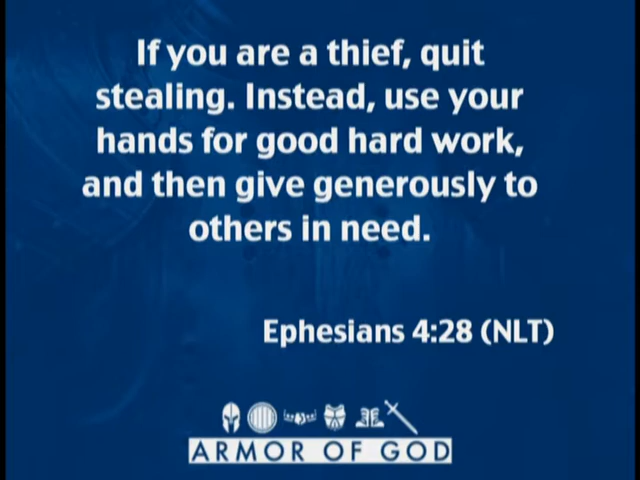 If you are a thief, quit
stealing. Instead, use your
hands for good hard work,
and then give generously to
others in need.
Ephesians 4:28 (NLT)
ARMOR OF GOD